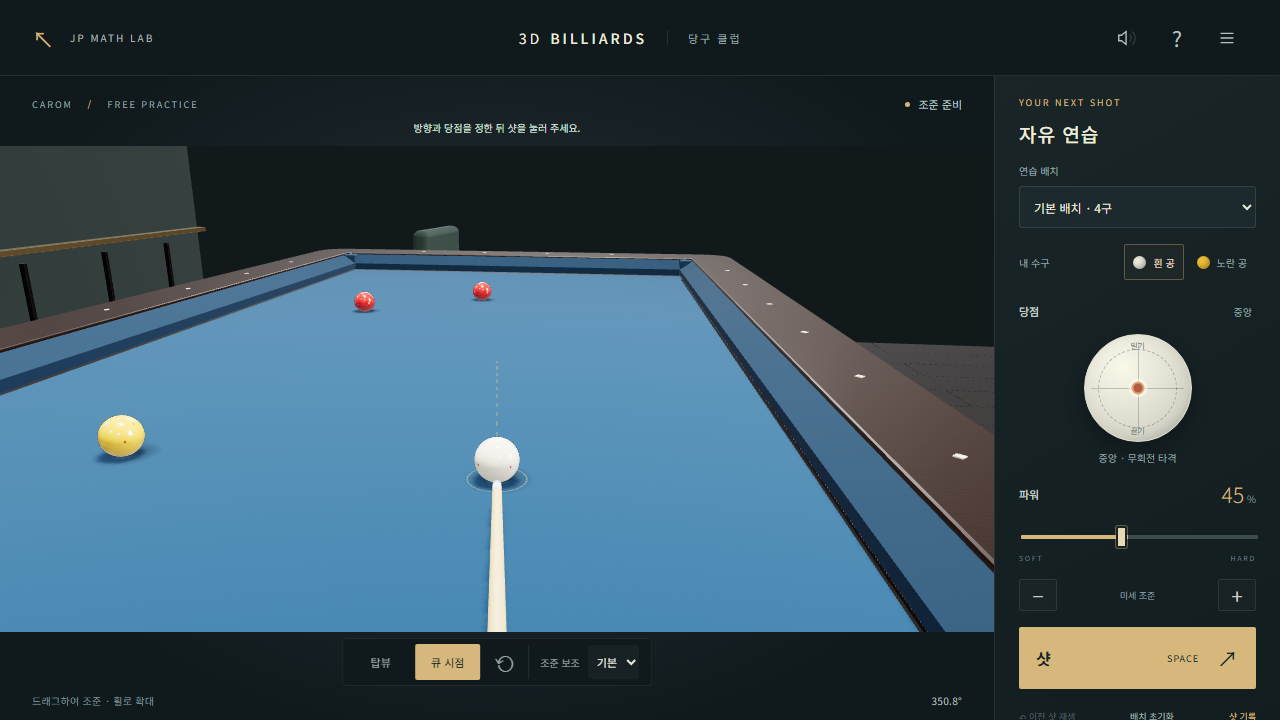 JP MATH LAB
3D BILLIARDS 당구 클럽
?
CAROM / FREE PRACTICE
조준 준비
방향과 당점을 정한 뒤 샷을 눌러 주세요.
YOUR NEXT SHOT
자유 연습
연습 배치
기본 배치 · 4구
내 수구
흰 공
노란 공
당점
중앙
밀기
끌기
중앙 · 무회전 타격
파워
45 %
SOFT
HARD
−
미세 조준
+
샷
SPACE
탑뷰
큐 시점
조준 보조
기본
드래그하여 조준 · 휠로 확대
350.8°
이전 샷 재생
배치 초기화
샷 기록